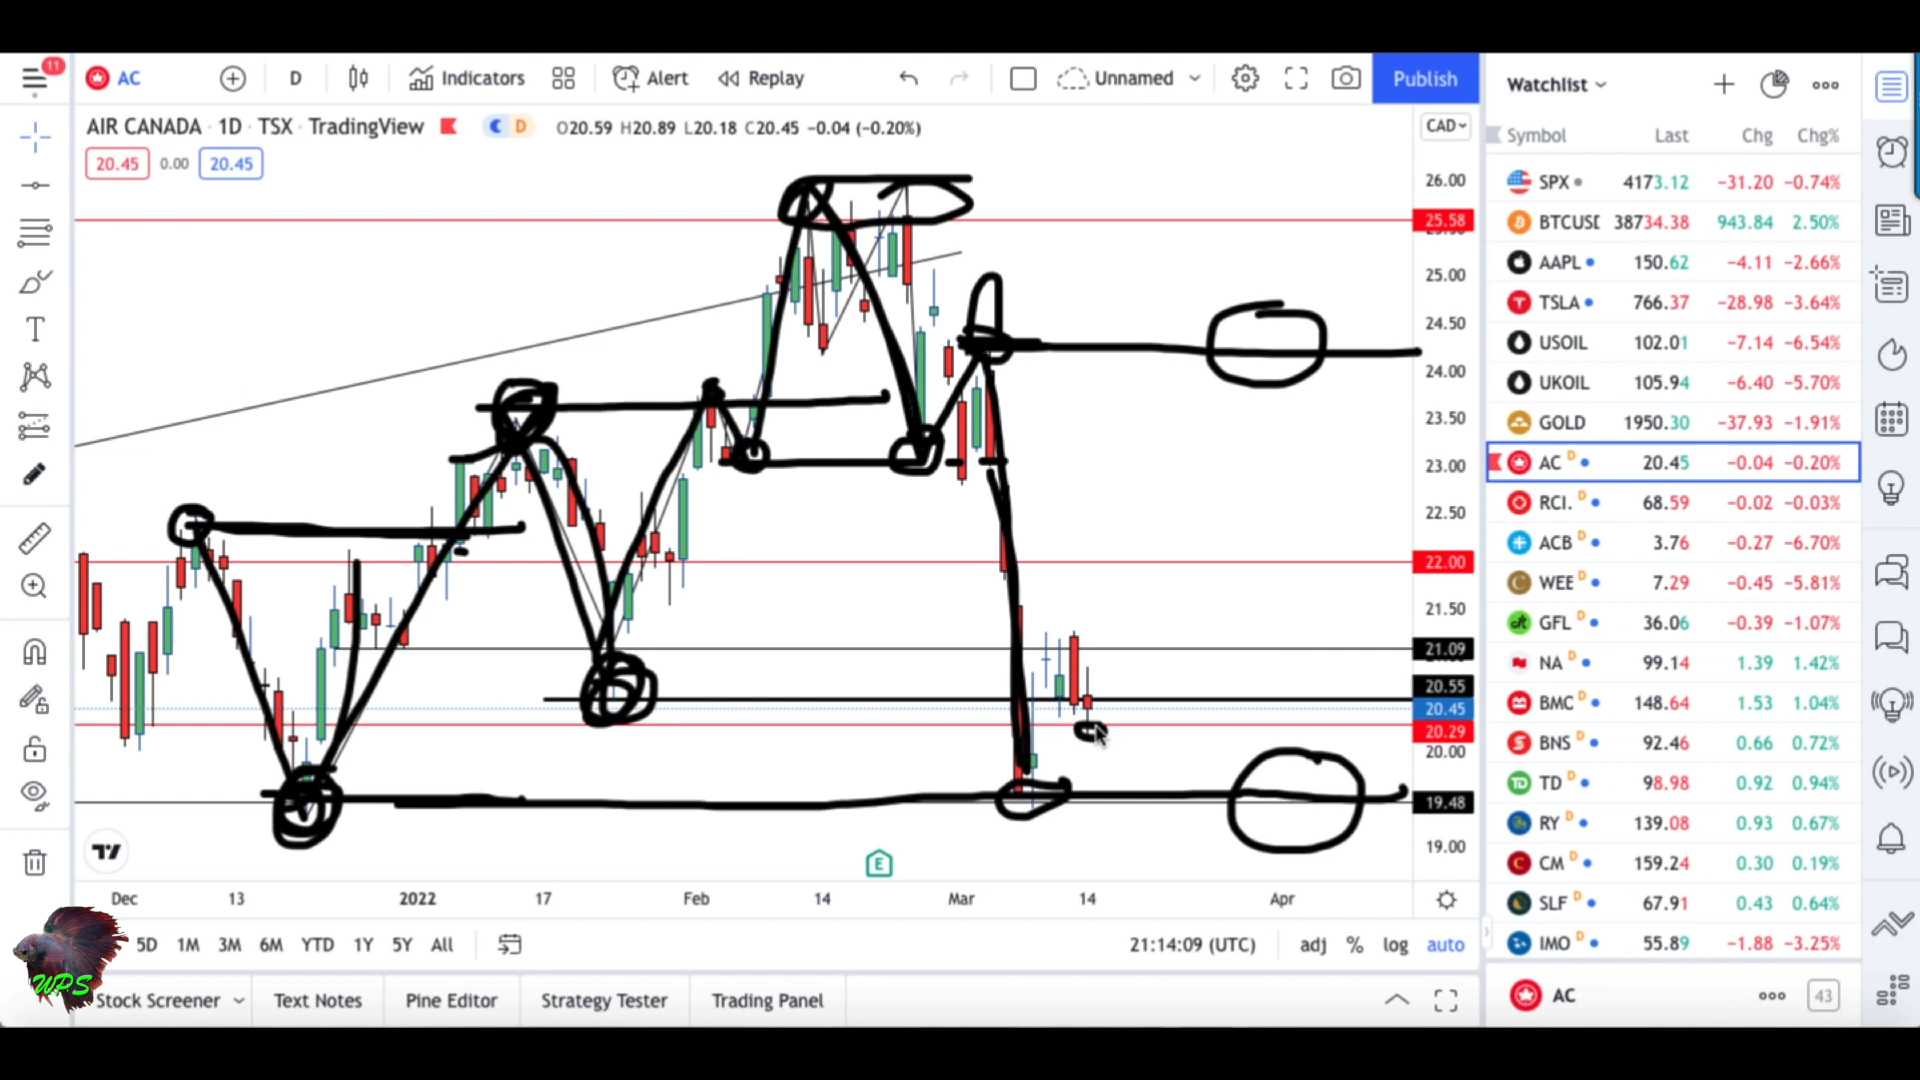 11
AC
D
Indicators
Alert
Replay
Unnamed
Publish
AIR CANADA · 1D · TSX · TradingView
D
O20.59 H20.89 L20.18 C20.45 −0.04 (−0.20%)
CAD
20.45 0.00 20.45
26.00
25.58
25.00
24.50
24.00
23.50
23.00
22.50
22.00
21.50
21.09
20.55
20.45
20.29
20.00
19.48
19.00
E
Dec 13 2022 17 Feb 14 Mar 14 Apr
5D 1M 3M 6M YTD 1Y 5Y All
21:14:09 (UTC) adj % log auto
WPS
Stock Screener Text Notes Pine Editor Strategy Tester Trading Panel
Watchlist
Symbol Last Chg Chg%
SPX 4173.12 −31.20 −0.74%
BTCUSD 38734.38 943.84 2.50%
AAPL 150.62 −4.11 −2.66%
TSLA 766.37 −28.98 −3.64%
USOIL 102.01 −7.14 −6.54%
UKOIL 105.94 −6.40 −5.70%
GOLD 1950.30 −37.93 −1.91%
AC D 20.45 −0.04 −0.20%
RCI. D 68.59 −0.02 −0.03%
ACB D 3.76 −0.27 −6.70%
WEE D 7.29 −0.45 −5.81%
GFL D 36.06 −0.39 −1.07%
NA D 99.14 1.39 1.42%
BMC D 148.64 1.53 1.04%
BNS D 92.46 0.66 0.72%
TD D 98.98 0.92 0.94%
RY D 139.08 0.93 0.67%
CM D 159.24 0.30 0.19%
SLF D 67.91 0.43 0.64%
IMO D 55.89 −1.88 −3.25%
AC
43